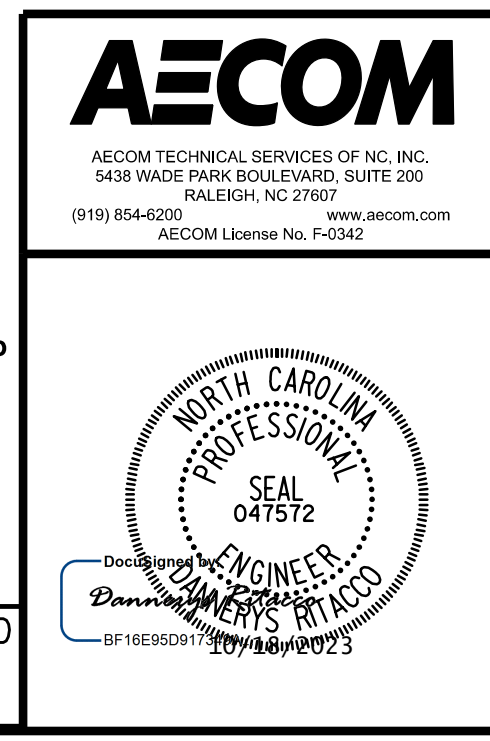 AECOM
AECOM TECHNICAL SERVICES OF NC, INC.
5438 WADE PARK BOULEVARD, SUITE 200
RALEIGH, NC 27607
(919) 854-6200 www.aecom.com
AECOM License No. F-0342
NORTH CAROLINA
PROFESSIONAL
SEAL
047572
ENGINEER
DANNERYS RITACCO
DocuSigned by:
Dannerys Ritacco
10/18/2023